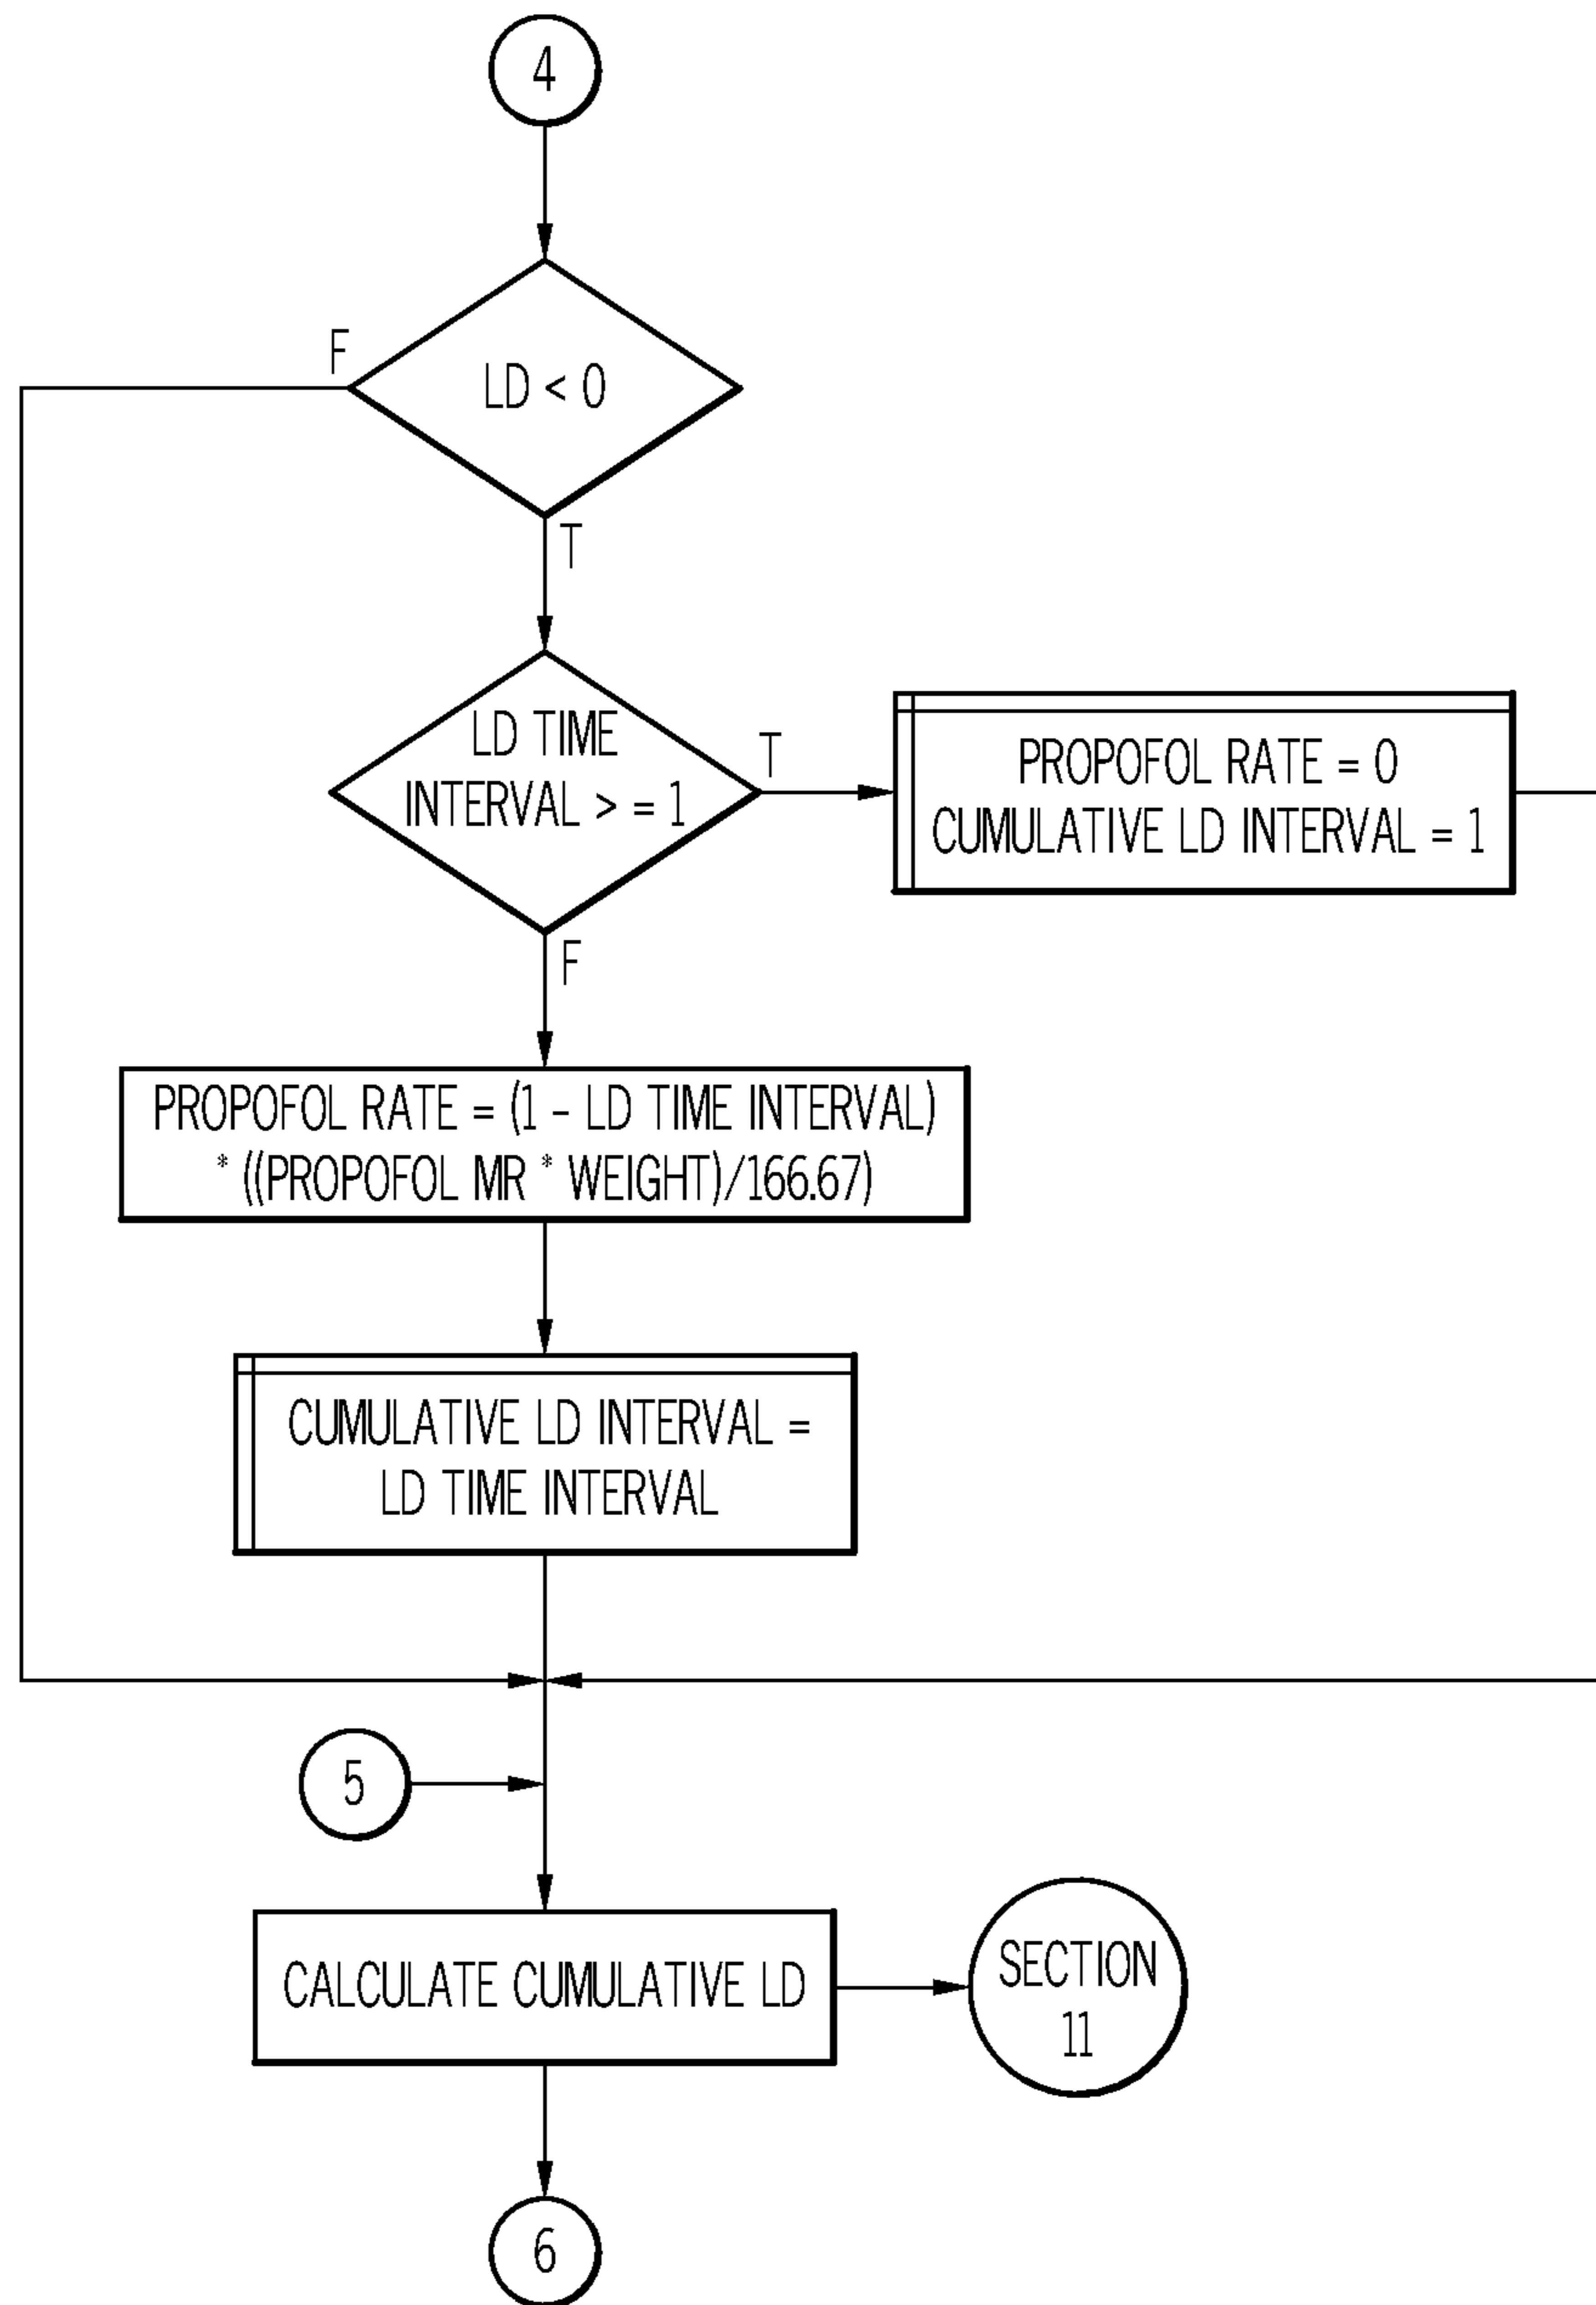 4
F
LD < 0
T
LD TIME
INTERVAL > = 1
T
PROPOFOL RATE = 0
CUMULATIVE LD INTERVAL = 1
F
PROPOFOL RATE = (1 – LD TIME INTERVAL)
* ((PROPOFOL MR * WEIGHT)/166.67)
CUMULATIVE LD INTERVAL =
LD TIME INTERVAL
5
CALCULATE CUMULATIVE LD
SECTION
11
6